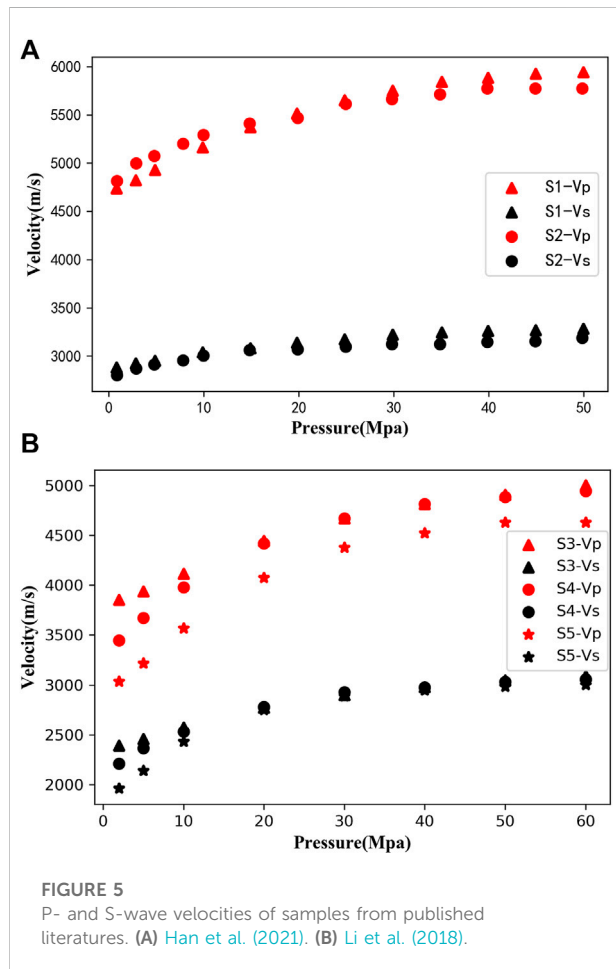 A
6000
5500
5000
4500
4000
3500
3000
Velocity(m/s)
S1-Vp
S1-Vs
S2-Vp
S2-Vs
0 10 20 30 40 50
Pressure(Mpa)
B
5000
4500
4000
3500
3000
2500
2000
Velocity(m/s)
S3-Vp
S3-Vs
S4-Vp
S4-Vs
S5-Vp
S5-Vs
0 10 20 30 40 50 60
Pressure(Mpa)
FIGURE 5
P- and S-wave velocities of samples from published
literatures. (A) Han et al. (2021). (B) Li et al. (2018).